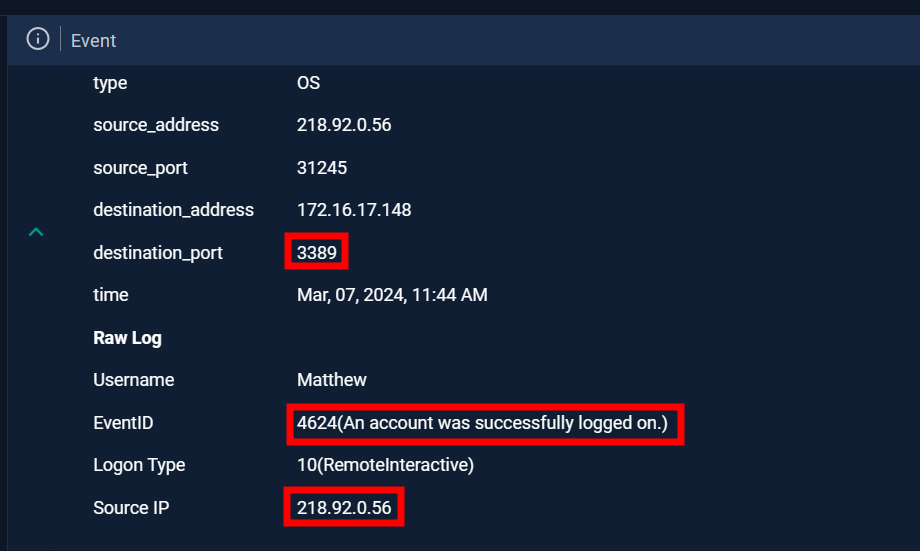 Event
type OS
source_address 218.92.0.56
source_port 31245
destination_address 172.16.17.148
destination_port 3389
time Mar, 07, 2024, 11:44 AM
Raw Log
Username Matthew
EventID 4624(An account was successfully logged on.)
Logon Type 10(RemoteInteractive)
Source IP 218.92.0.56